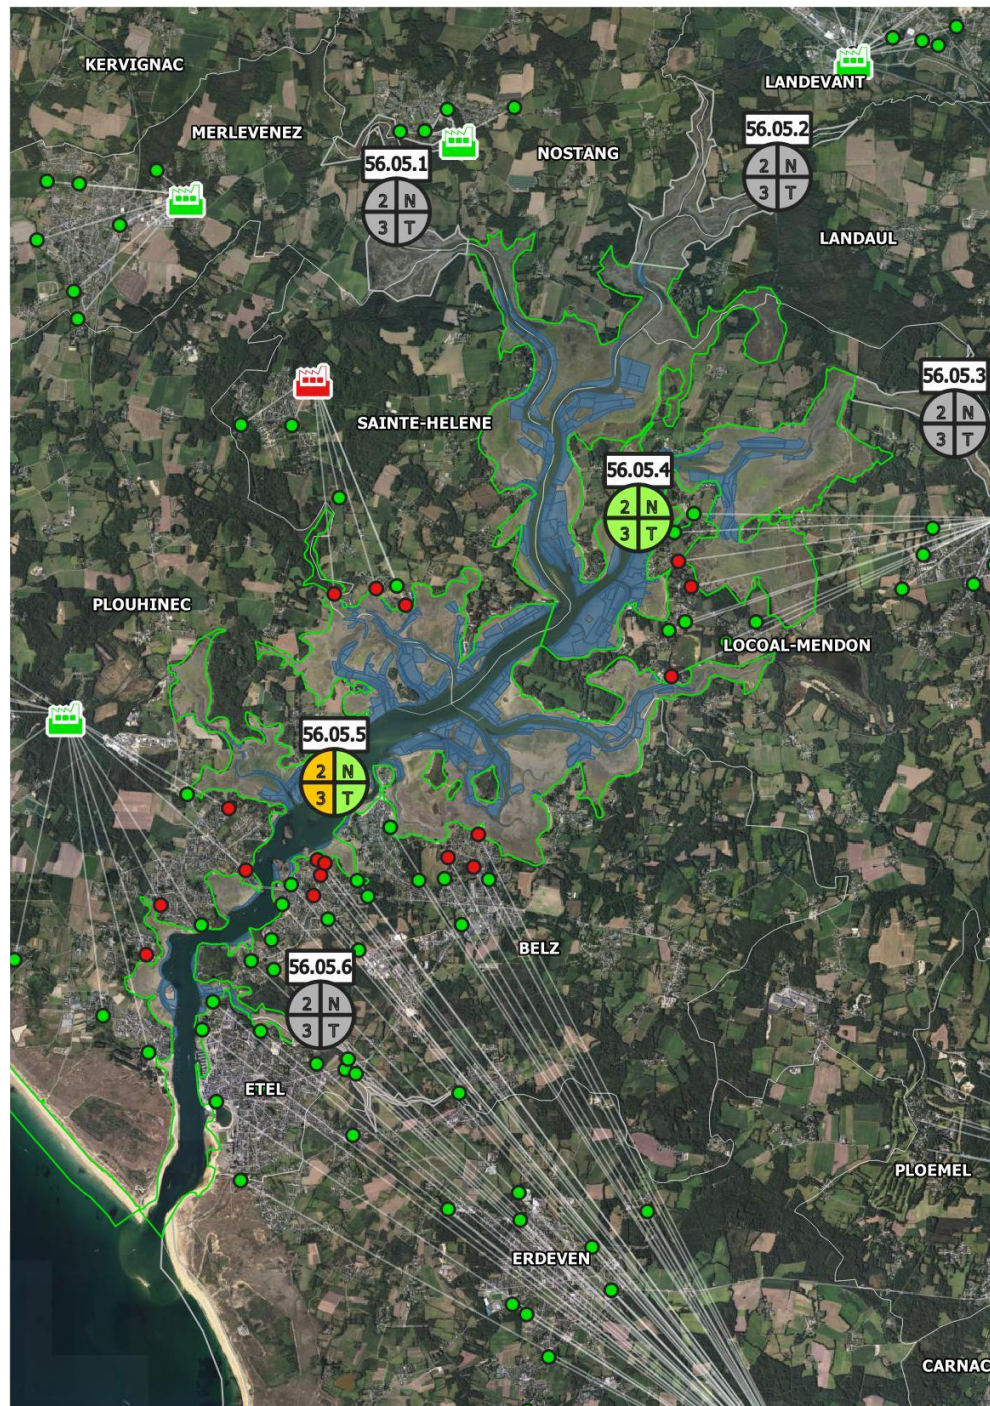 KERVIGNAC
LANDEVANT
MERLEVENEZ
56.05.1
2 N
3 T
NOSTANG
56.05.2
2 N
3 T
LANDAUL
56.05.3
2 N
3 T
SAINTE-HELENE
56.05.4
2 N
3 T
PLOUHINEC
LOCOAL-MENDON
56.05.5
2 N
3 T
BELZ
56.05.6
2 N
3 T
ETEL
PLOEMEL
ERDEVEN
CARNAC